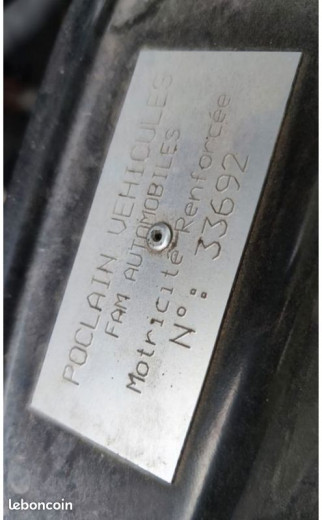 POCLAIN VEHICULES
FAM AUTOMOBILES
Motricité Renforcée
N°: 33692
leboncoin